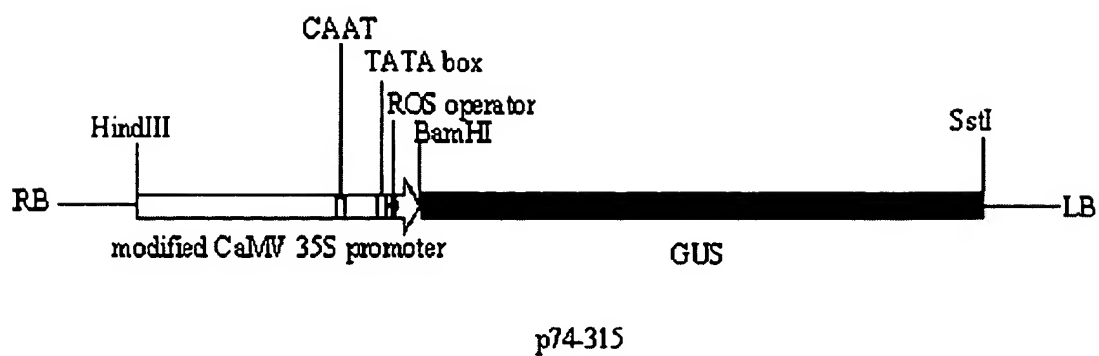 CAAT
TATA box
ROS operator
HindIII
BamHI
SstI
RB
LB
modified CaMV 35S promoter
GUS
p74-315